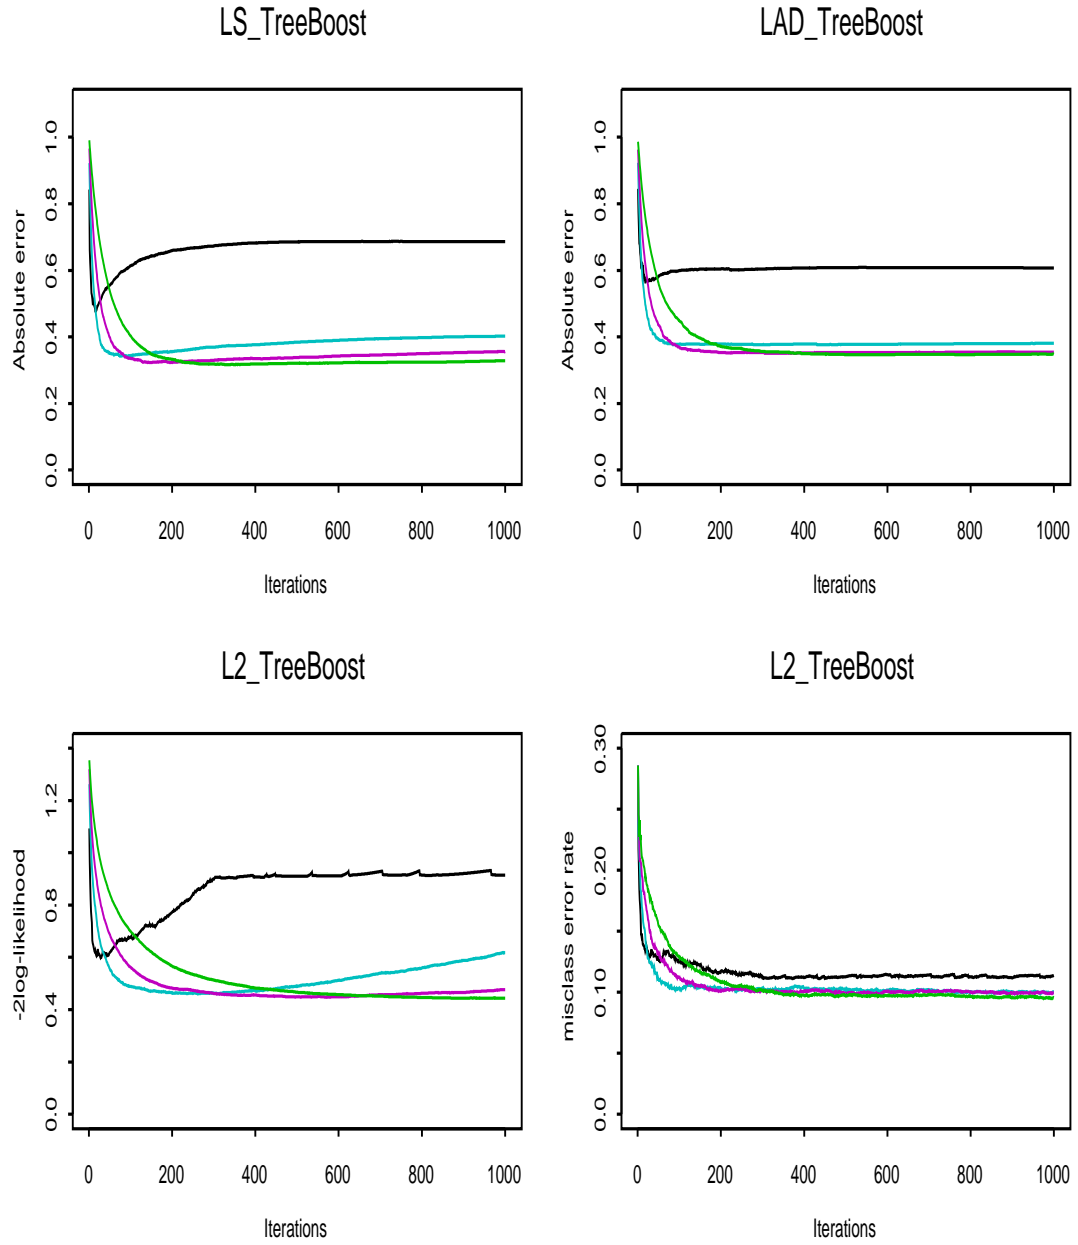 LS_TreeBoost
Absolute error
1.0
0.8
0.6
0.4
0.2
0.0
0 200 400 600 800 1000
Iterations
LAD_TreeBoost
Absolute error
1.0
0.8
0.6
0.4
0.2
0.0
0 200 400 600 800 1000
Iterations
L2_TreeBoost
-2log-likelihood
1.2
0.8
0.4
0.0
0 200 400 600 800 1000
Iterations
L2_TreeBoost
misclass error rate
0.30
0.20
0.10
0.0
0 200 400 600 800 1000
Iterations